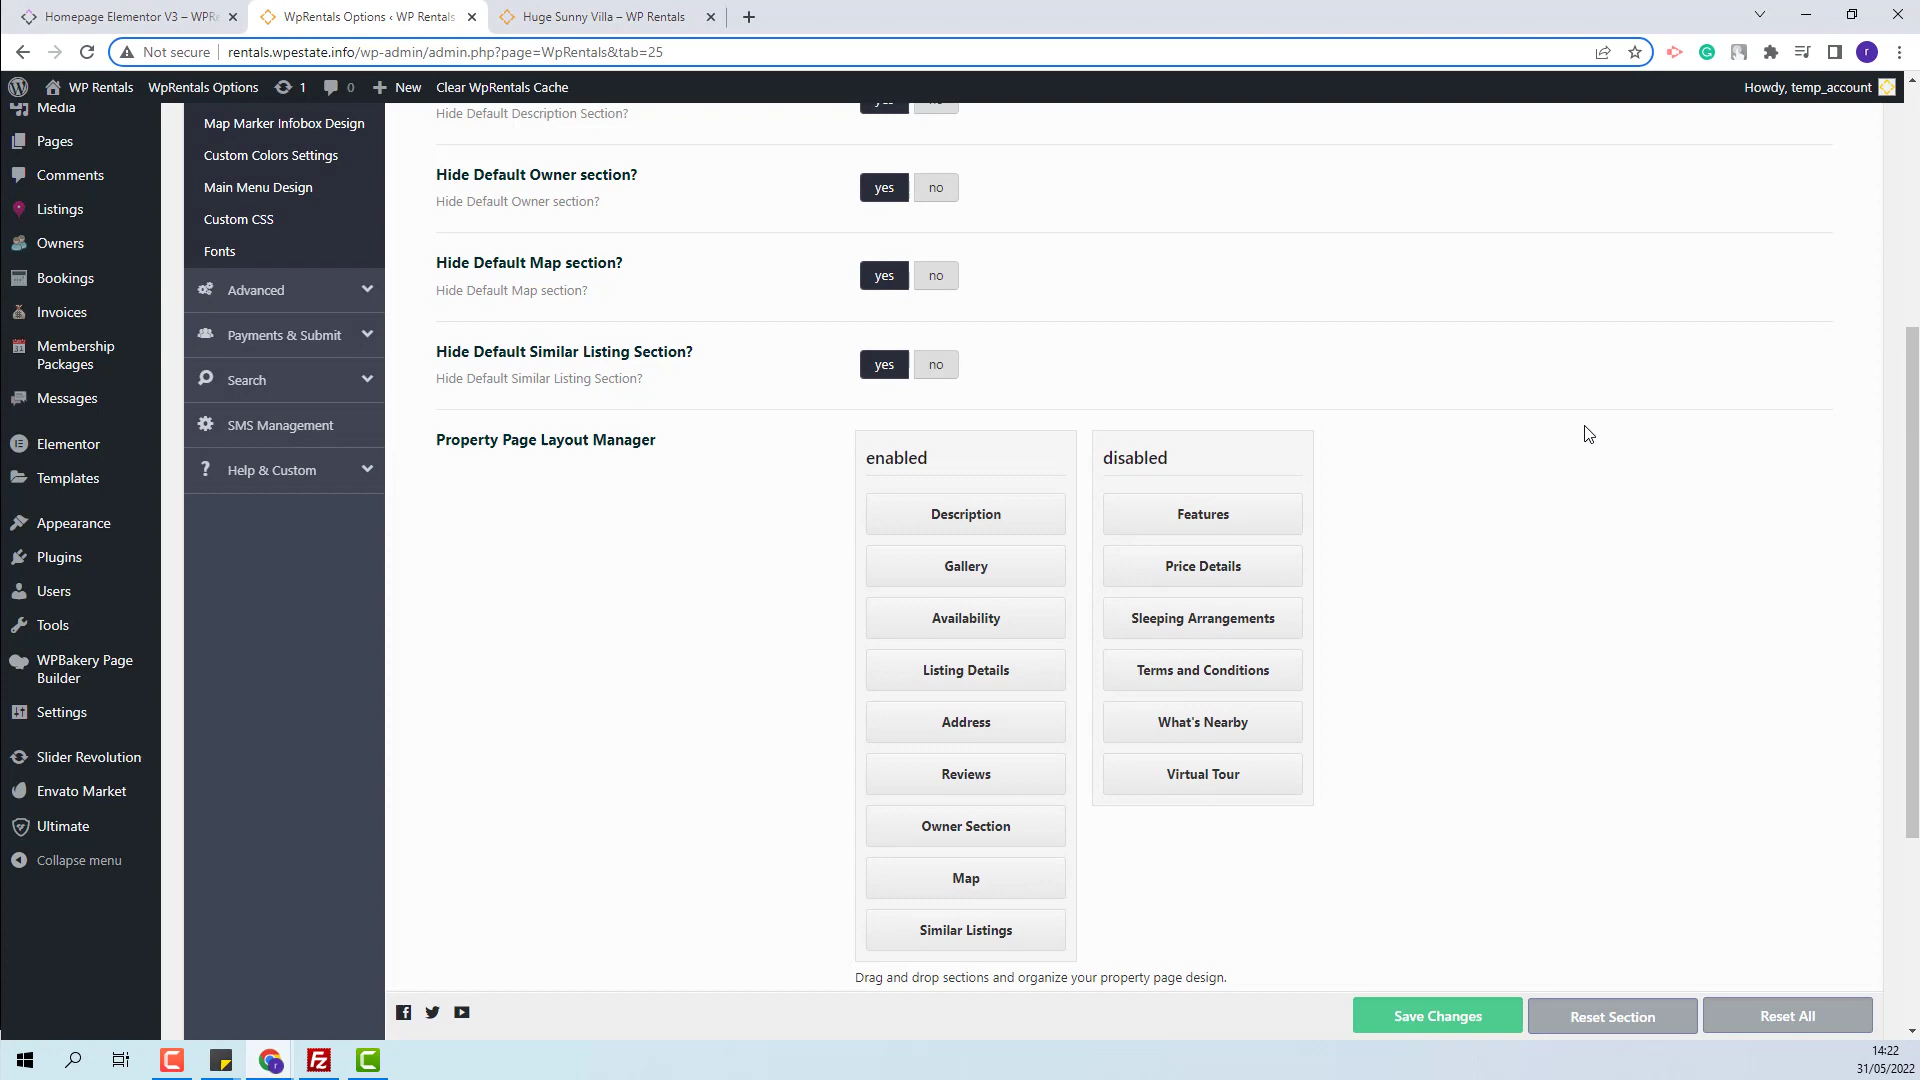 Homepage Elementor V3 – WPRe
WpRentals Options ‹ WP Rentals
Huge Sunny Villa – WP Rentals
Not secure
rentals.wpestate.info/wp-admin/admin.php?page=WpRentals&tab=25
r
WP Rentals
WpRentals Options
1
0
New
Clear WpRentals Cache
Howdy, temp_account
Media
Pages
Comments
Listings
Owners
Bookings
Invoices
Membership
Packages
Messages
Elementor
Templates
Appearance
Plugins
Users
Tools
WPBakery Page
Builder
Settings
Slider Revolution
Envato Market
Ultimate
Collapse menu
Map Marker Infobox Design
Custom Colors Settings
Main Menu Design
Custom CSS
Fonts
Advanced
Payments & Submit
Search
SMS Management
Help & Custom
yes no
Hide Default Description Section?
Hide Default Owner section?
Hide Default Owner section?
yes no
Hide Default Map section?
Hide Default Map section?
yes no
Hide Default Similar Listing Section?
Hide Default Similar Listing Section?
yes no
Property Page Layout Manager
enabled
Description
Gallery
Availability
Listing Details
Address
Reviews
Owner Section
Map
Similar Listings
disabled
Features
Price Details
Sleeping Arrangements
Terms and Conditions
What's Nearby
Virtual Tour
Drag and drop sections and organize your property page design.
Save Changes
Reset Section
Reset All
14:22
31/05/2022